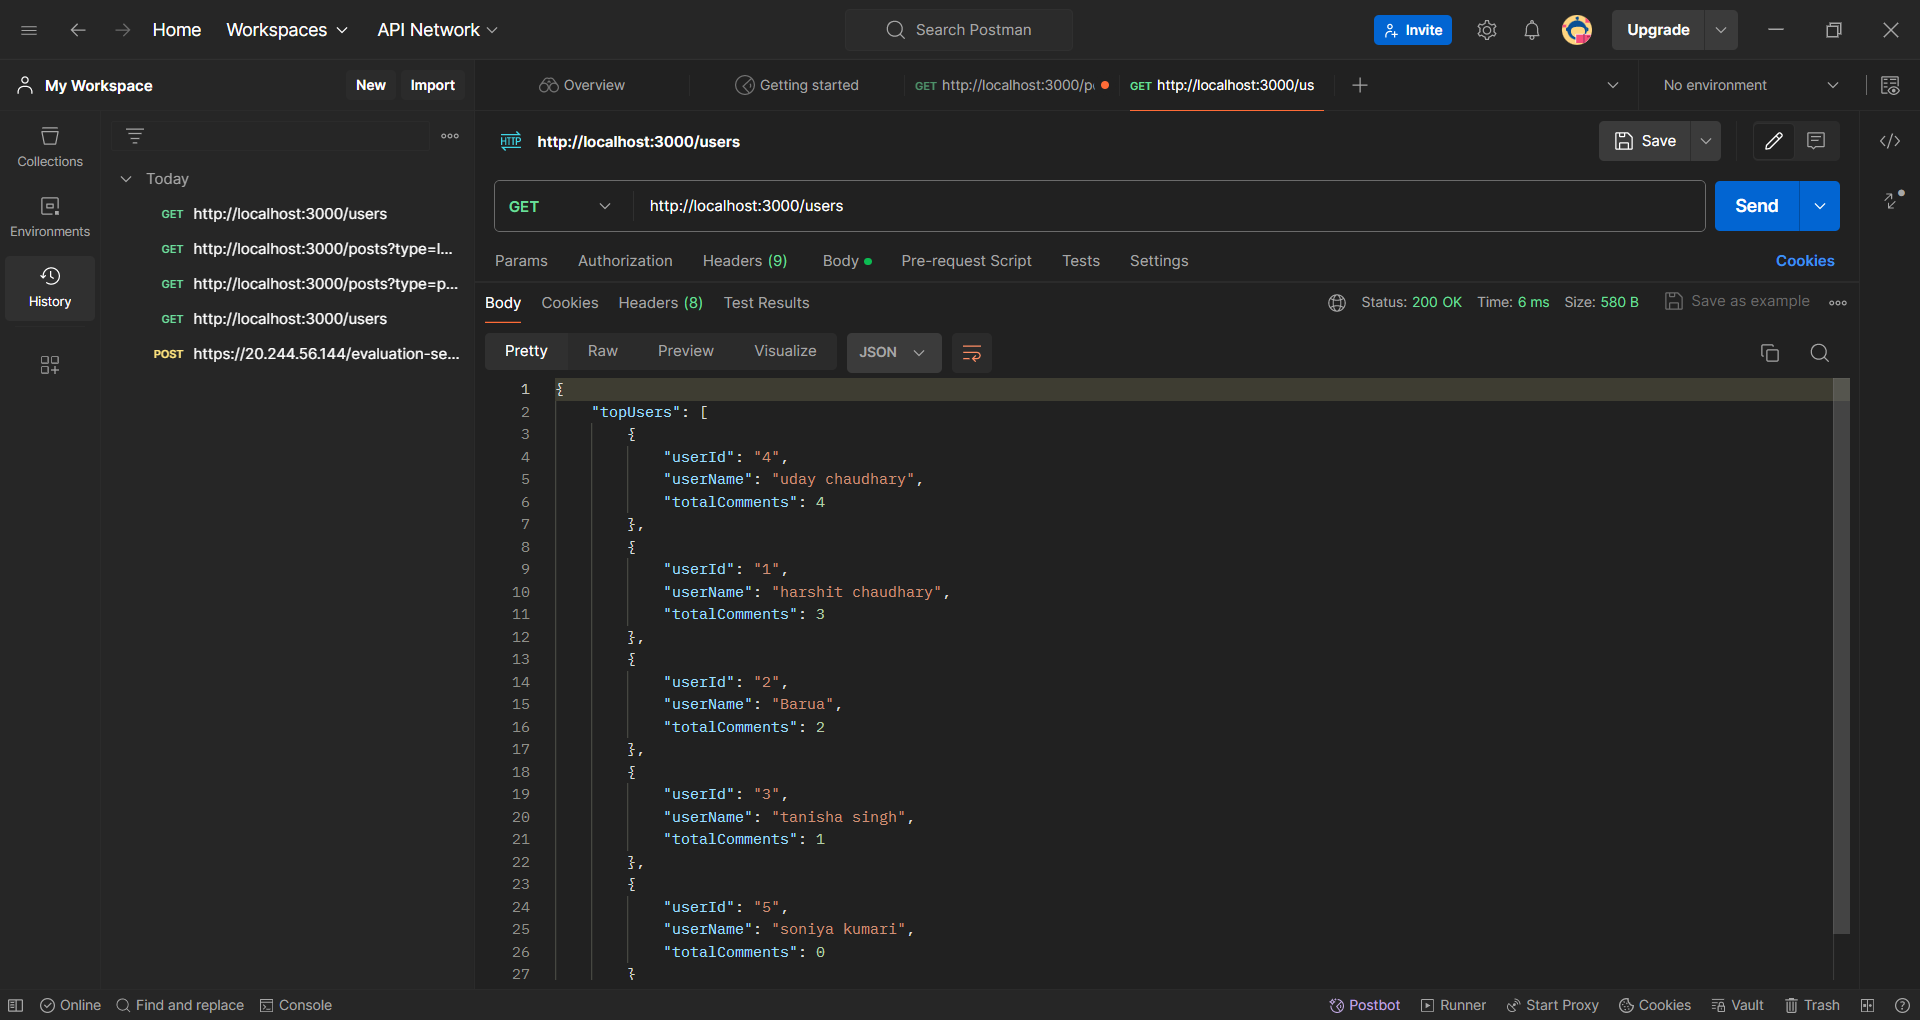 Home Workspaces API Network Search Postman Invite Upgrade
My Workspace New Import Overview Getting started GET http://localhost:3000/p GET http://localhost:3000/us No environment
Collections
Environments
History
Today
GET http://localhost:3000/users
GET http://localhost:3000/posts?type=l...
GET http://localhost:3000/posts?type=p...
GET http://localhost:3000/users
POST https://20.244.56.144/evaluation-se...
HTTP http://localhost:3000/users Save
GET http://localhost:3000/users Send
Params Authorization Headers (9) Body Pre-request Script Tests Settings Cookies
Body Cookies Headers (8) Test Results Status: 200 OK Time: 6 ms Size: 580 B Save as example
Pretty Raw Preview Visualize JSON
1 {
2 "topUsers": [
3 {
4 "userId": "4",
5 "userName": "uday chaudhary",
6 "totalComments": 4
7 },
8 {
9 "userId": "1",
10 "userName": "harshit chaudhary",
11 "totalComments": 3
12 },
13 {
14 "userId": "2",
15 "userName": "Barua",
16 "totalComments": 2
17 },
18 {
19 "userId": "3",
20 "userName": "tanisha singh",
21 "totalComments": 1
22 },
23 {
24 "userId": "5",
25 "userName": "soniya kumari",
26 "totalComments": 0
27 }
Online Find and replace Console Postbot Runner Start Proxy Cookies Vault Trash